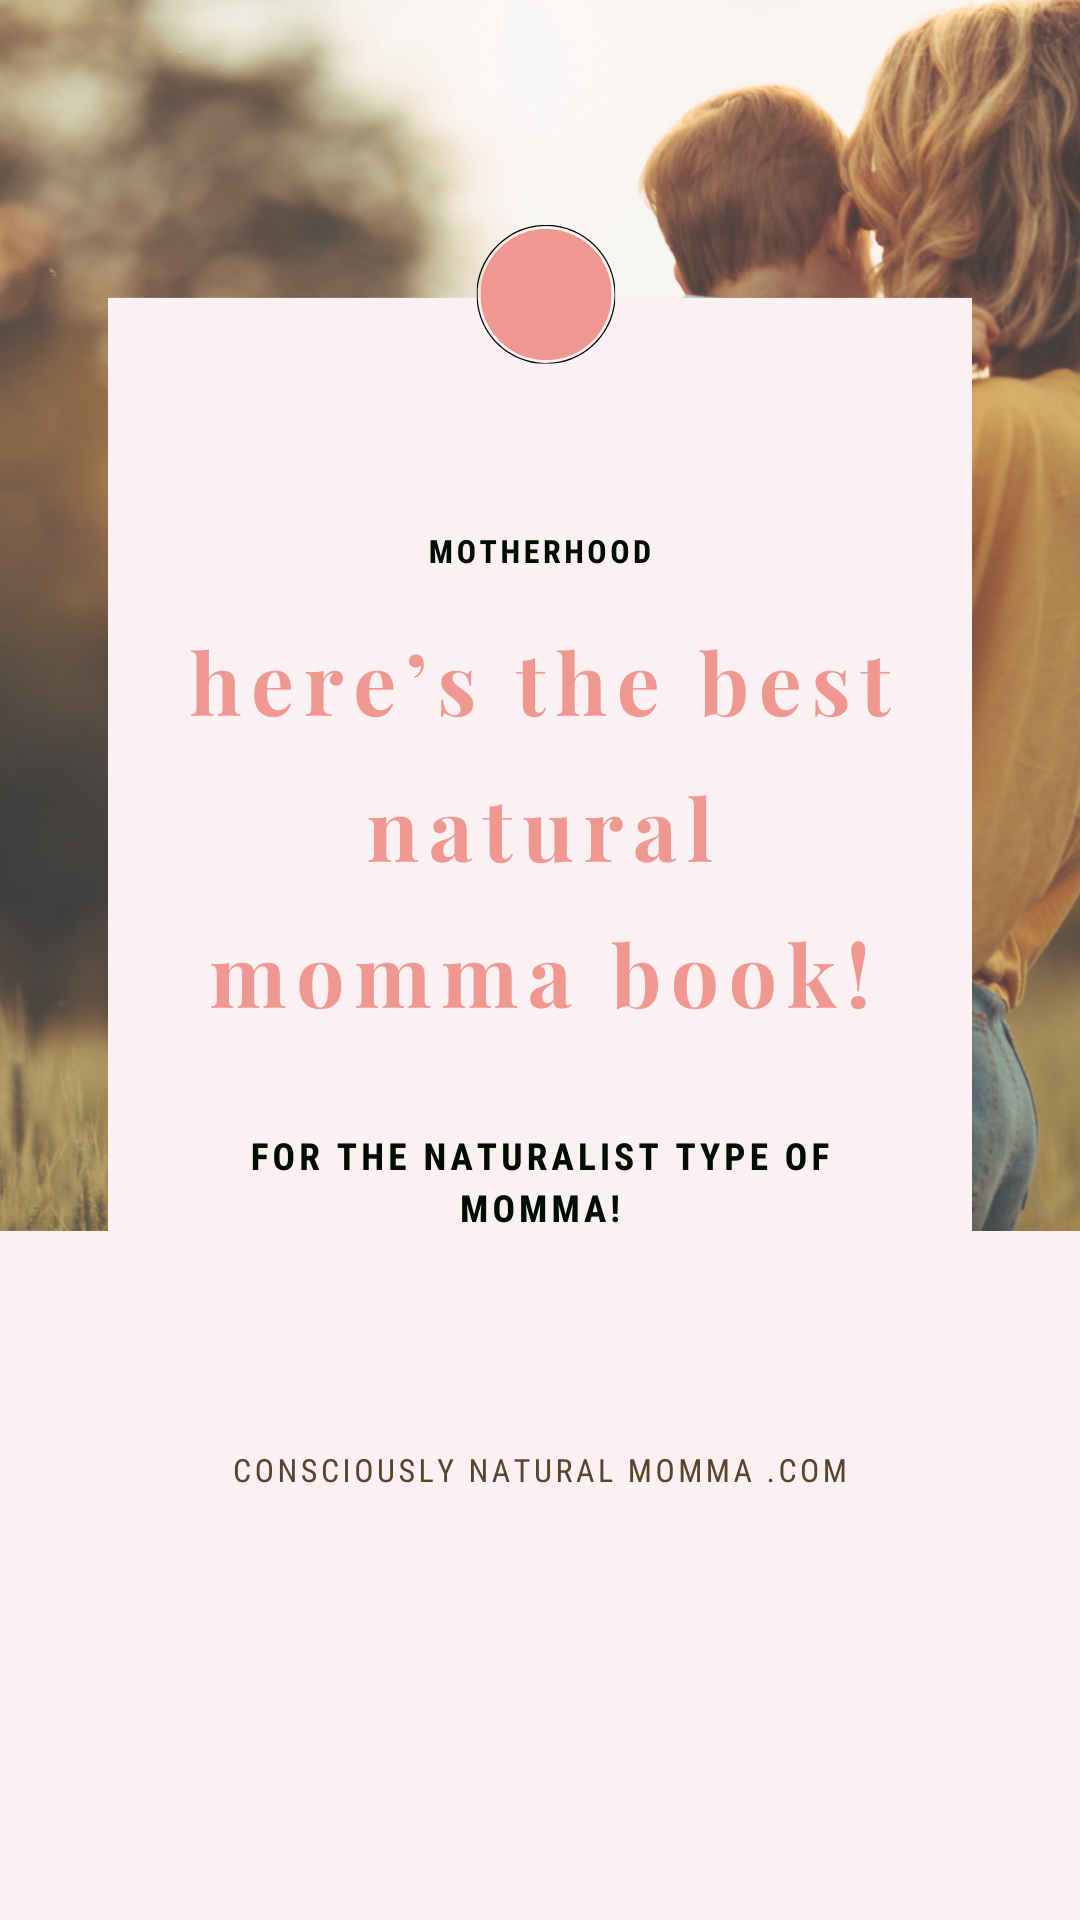 MOTHERHOOD
here’s the best
natural
momma book!
FOR THE NATURALIST TYPE OF
MOMMA!
CONSCIOUSLY NATURAL MOMMA .COM